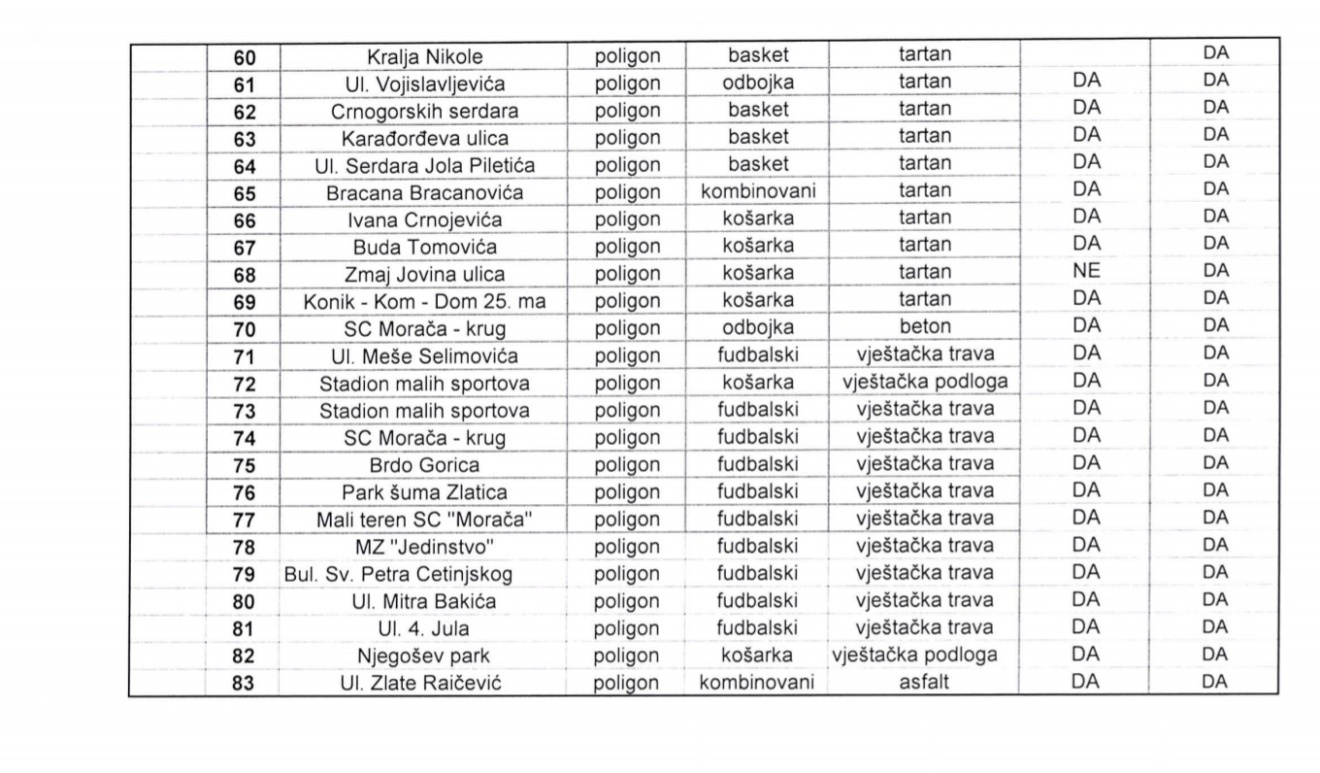 60 Kralja Nikole poligon basket tartan DA
61 Ul. Vojislavljevića poligon odbojka tartan DA DA
62 Crnogorskih serdara poligon basket tartan DA DA
63 Karađorđeva ulica poligon basket tartan DA DA
64 Ul. Serdara Jola Piletića poligon basket tartan DA DA
65 Bracana Bracanovića poligon kombinovani tartan DA DA
66 Ivana Crnojevića poligon košarka tartan DA DA
67 Buda Tomovića poligon košarka tartan DA DA
68 Zmaj Jovina ulica poligon košarka tartan NE DA
69 Konik - Kom - Dom 25. ma poligon košarka tartan DA DA
70 SC Morača - krug poligon odbojka beton DA DA
71 Ul. Meše Selimovića poligon fudbalski vještačka trava DA DA
72 Stadion malih sportova poligon košarka vještačka podloga DA DA
73 Stadion malih sportova poligon fudbalski vještačka trava DA DA
74 SC Morača - krug poligon fudbalski vještačka trava DA DA
75 Brdo Gorica poligon fudbalski vještačka trava DA DA
76 Park šuma Zlatica poligon fudbalski vještačka trava DA DA
77 Mali teren SC "Morača" poligon fudbalski vještačka trava DA DA
78 MZ "Jedinstvo" poligon fudbalski vještačka trava DA DA
79 Bul. Sv. Petra Cetinjskog poligon fudbalski vještačka trava DA DA
80 Ul. Mitra Bakića poligon fudbalski vještačka trava DA DA
81 Ul. 4. Jula poligon fudbalski vještačka trava DA DA
82 Njegošev park poligon košarka vještačka podloga DA DA
83 Ul. Zlate Raičević poligon kombinovani asfalt DA DA